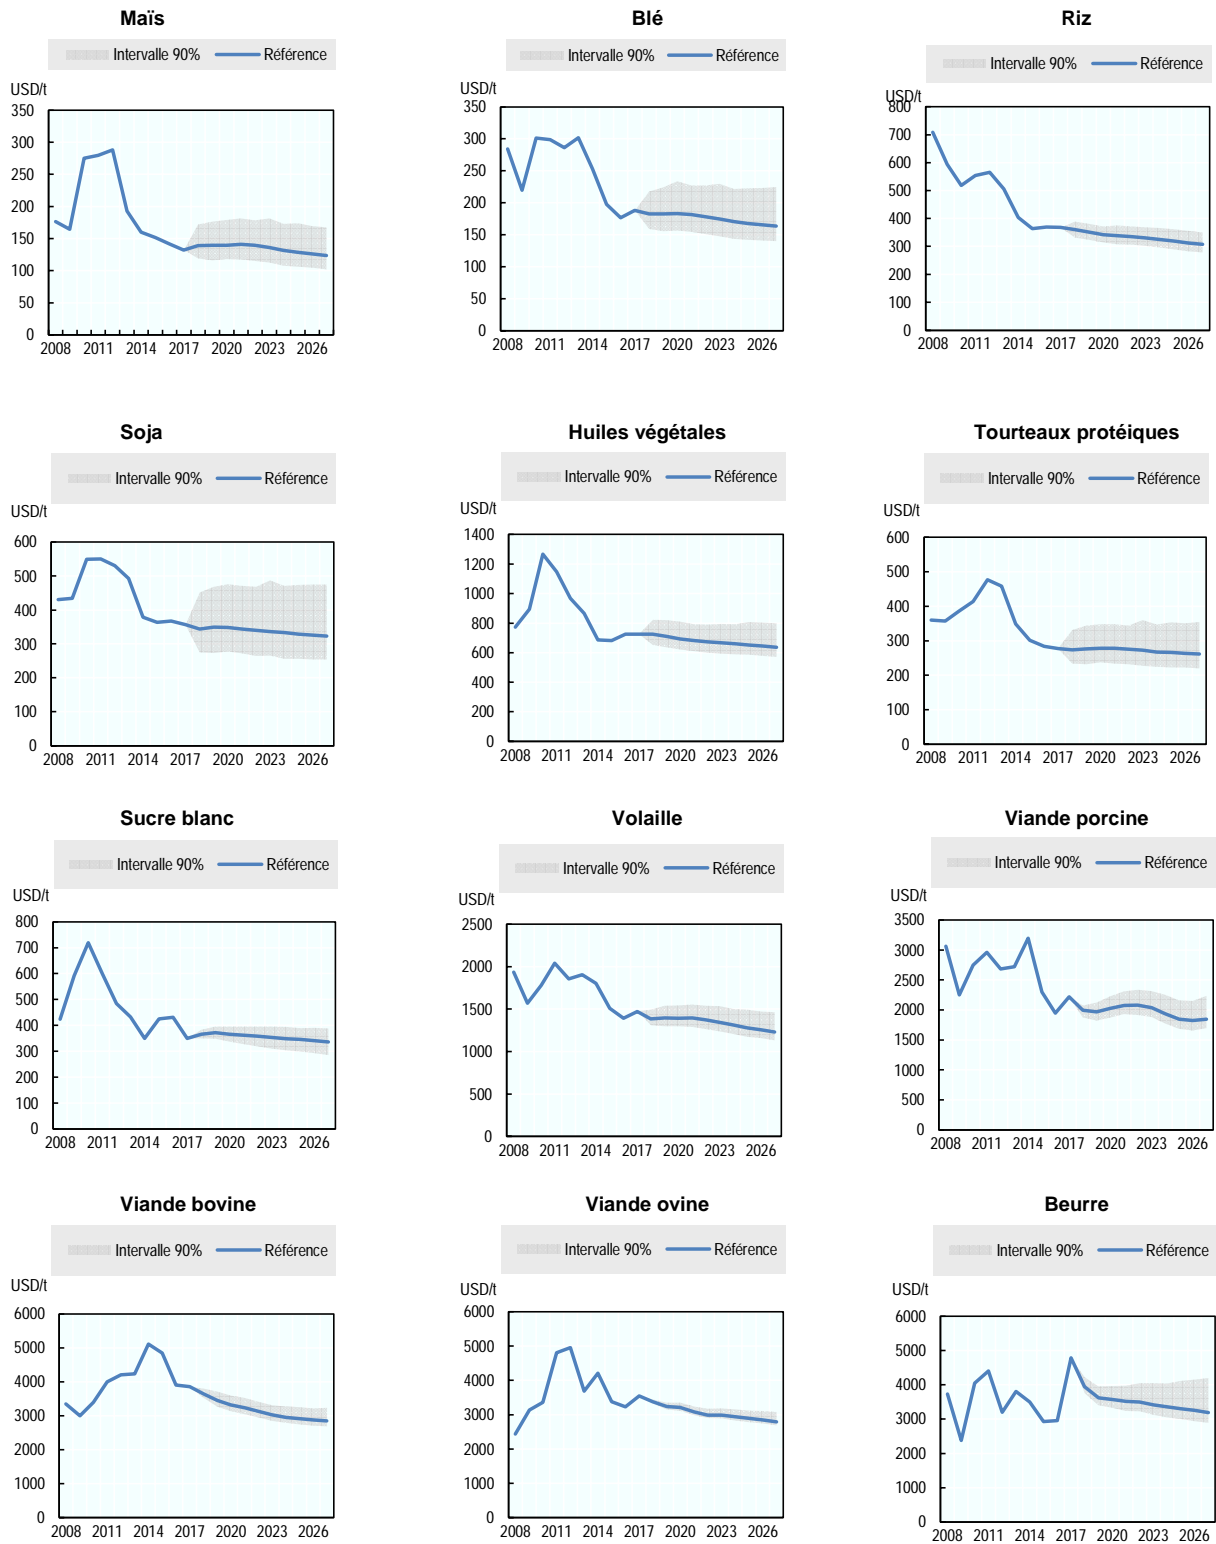 Maïs
Intervalle 90% Référence
USD/t
350
300
250
200
150
100
50
0
2008 2011 2014 2017 2020 2023 2026
Blé
Intervalle 90% Référence
USD/t
350
300
250
200
150
100
50
0
2008 2011 2014 2017 2020 2023 2026
Riz
Intervalle 90% Référence
USD/t
800
700
600
500
400
300
200
100
0
2008 2011 2014 2017 2020 2023 2026
Soja
Intervalle 90% Référence
USD/t
600
500
400
300
200
100
0
2008 2011 2014 2017 2020 2023 2026
Huiles végétales
Intervalle 90% Référence
USD/t
1400
1200
1000
800
600
400
200
0
2008 2011 2014 2017 2020 2023 2026
Tourteaux protéiques
Intervalle 90% Référence
USD/t
600
500
400
300
200
100
0
2008 2011 2014 2017 2020 2023 2026
Sucre blanc
Intervalle 90% Référence
USD/t
800
700
600
500
400
300
200
100
0
2008 2011 2014 2017 2020 2023 2026
Volaille
Intervalle 90% Référence
USD/t
2500
2000
1500
1000
500
0
2008 2011 2014 2017 2020 2023 2026
Viande porcine
Intervalle 90% Référence
USD/t
3500
3000
2500
2000
1500
1000
500
0
2008 2011 2014 2017 2020 2023 2026
Viande bovine
Intervalle 90% Référence
USD/t
6000
5000
4000
3000
2000
1000
0
2008 2011 2014 2017 2020 2023 2026
Viande ovine
Intervalle 90% Référence
USD/t
6000
5000
4000
3000
2000
1000
0
2008 2011 2014 2017 2020 2023 2026
Beurre
Intervalle 90% Référence
USD/t
6000
5000
4000
3000
2000
1000
0
2008 2011 2014 2017 2020 2023 2026